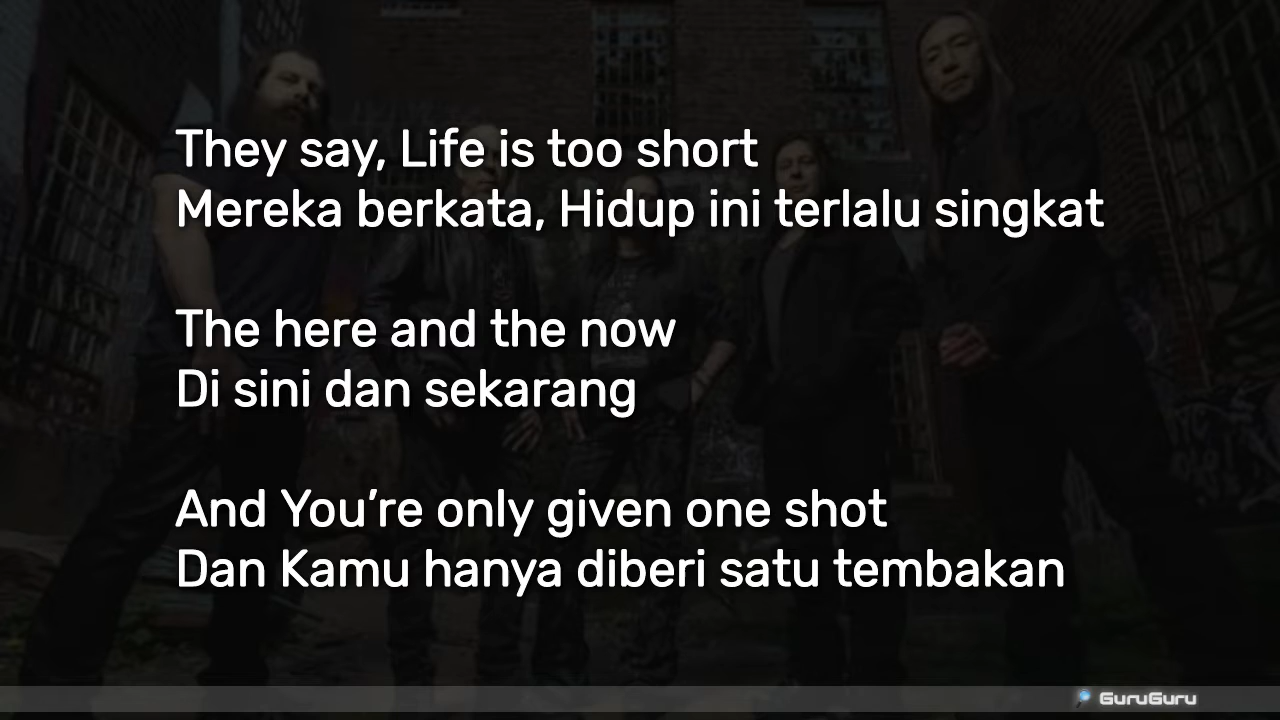 They say, Life is too short
Mereka berkata, Hidup ini terlalu singkat
The here and the now
Di sini dan sekarang
And You’re only given one shot
Dan Kamu hanya diberi satu tembakan
GuruGuru